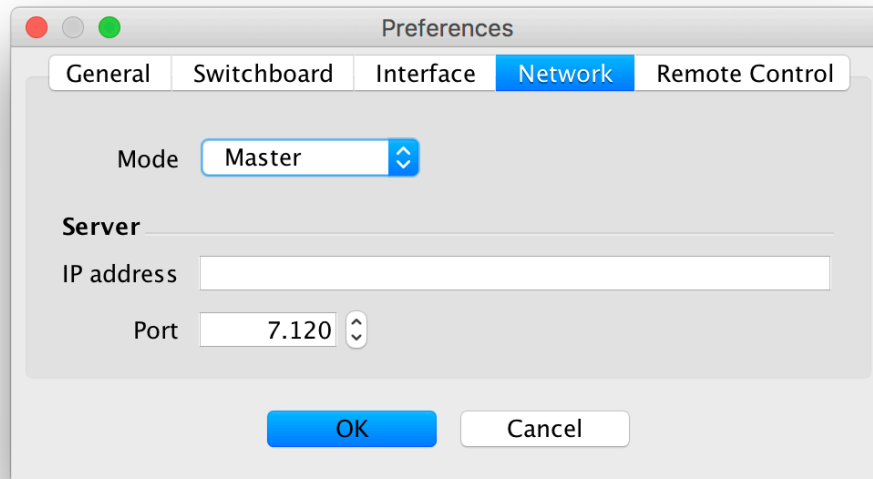 Preferences
General Switchboard Interface Network Remote Control
Mode Master
Server
IP address
Port 7.120
OK Cancel